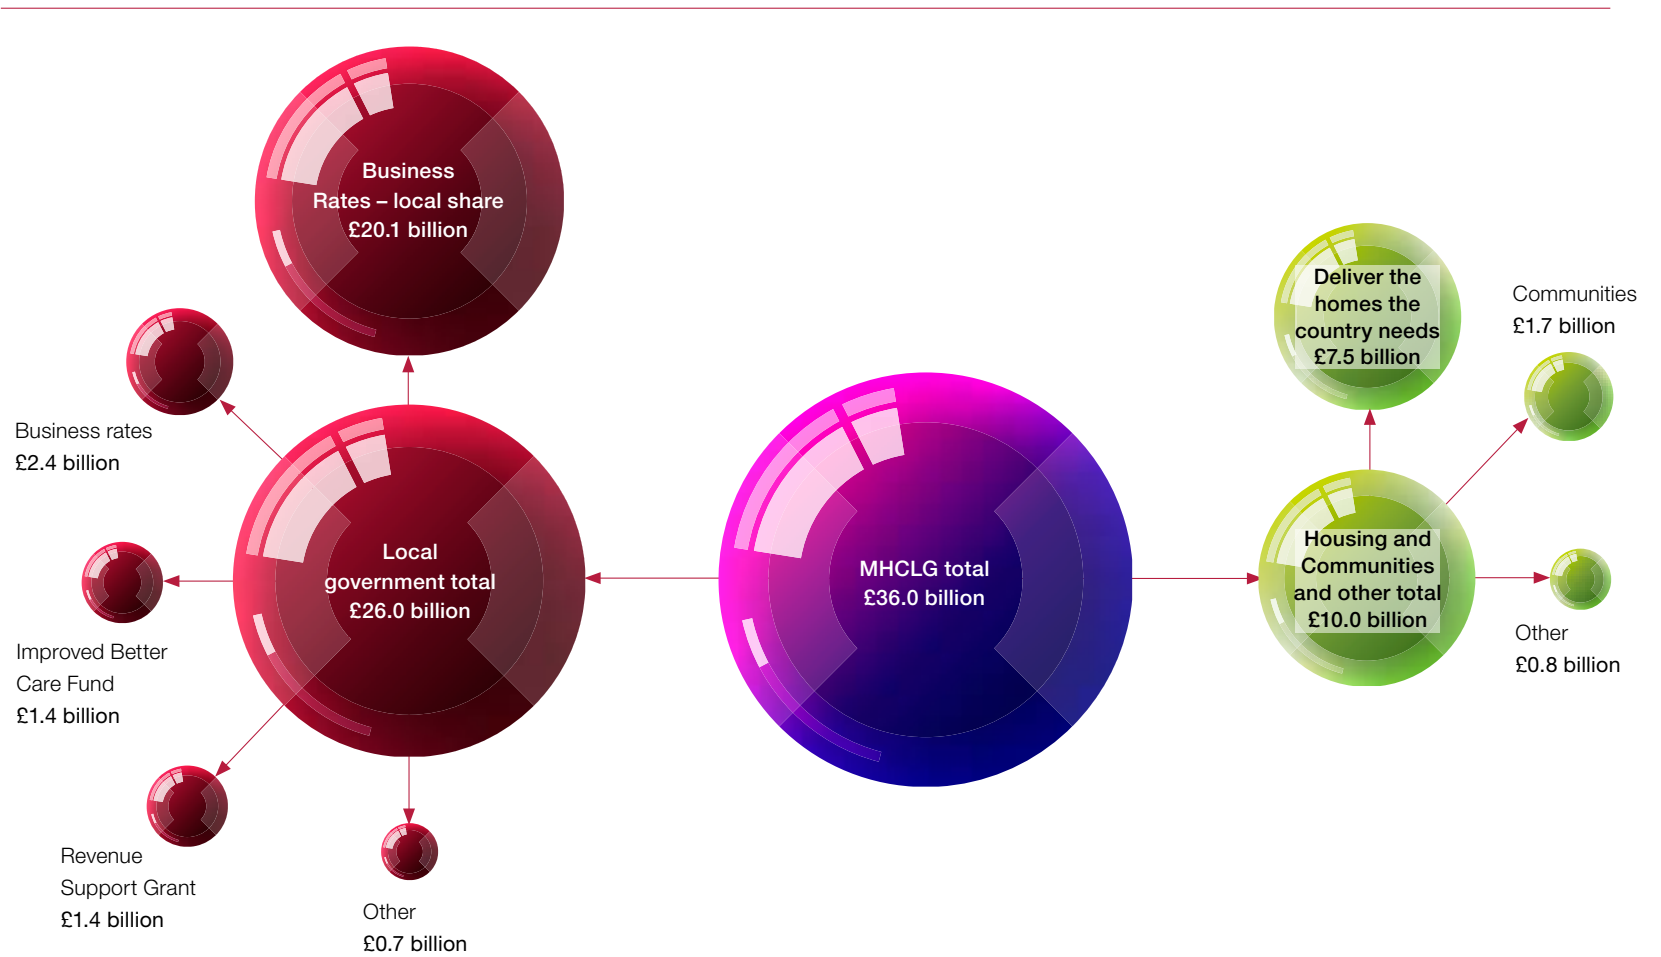 Business
Rates – local share
£20.1 billion
Business rates
£2.4 billion
Improved Better
Care Fund
£1.4 billion
Revenue
Support Grant
£1.4 billion
Other
£0.7 billion
Local
government total
£26.0 billion
MHCLG total
£36.0 billion
Housing and
Communities
and other total
£10.0 billion
Deliver the
homes the
country needs
£7.5 billion
Communities
£1.7 billion
Other
£0.8 billion